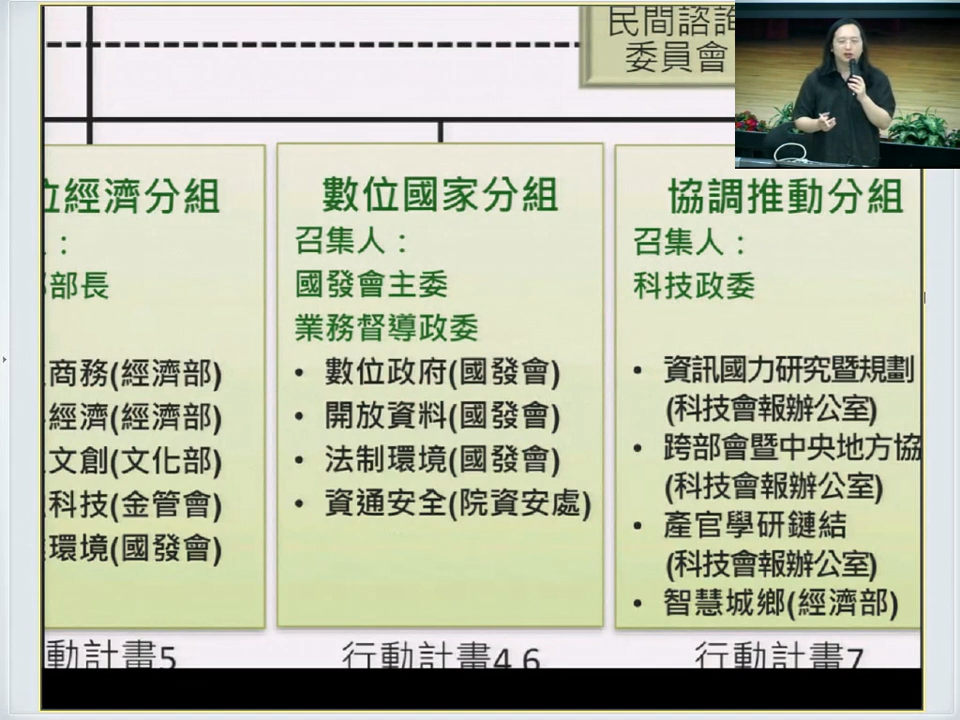 民間諮詢
委員會
位經濟分組
人：
部長
商務(經濟部)
經濟(經濟部)
文創(文化部)
科技(金管會)
環境(國發會)
動計畫5
數位國家分組
召集人：
國發會主委
業務督導政委
• 數位政府(國發會)
• 開放資料(國發會)
• 法制環境(國發會)
• 資通安全(院資安處)
行動計畫4,6
協調推動分組
召集人：
科技政委
• 資訊國力研究暨規劃
(科技會報辦公室)
• 跨部會暨中央地方協
(科技會報辦公室)
• 產官學研鏈結
(科技會報辦公室)
• 智慧城鄉(經濟部)
行動計畫7